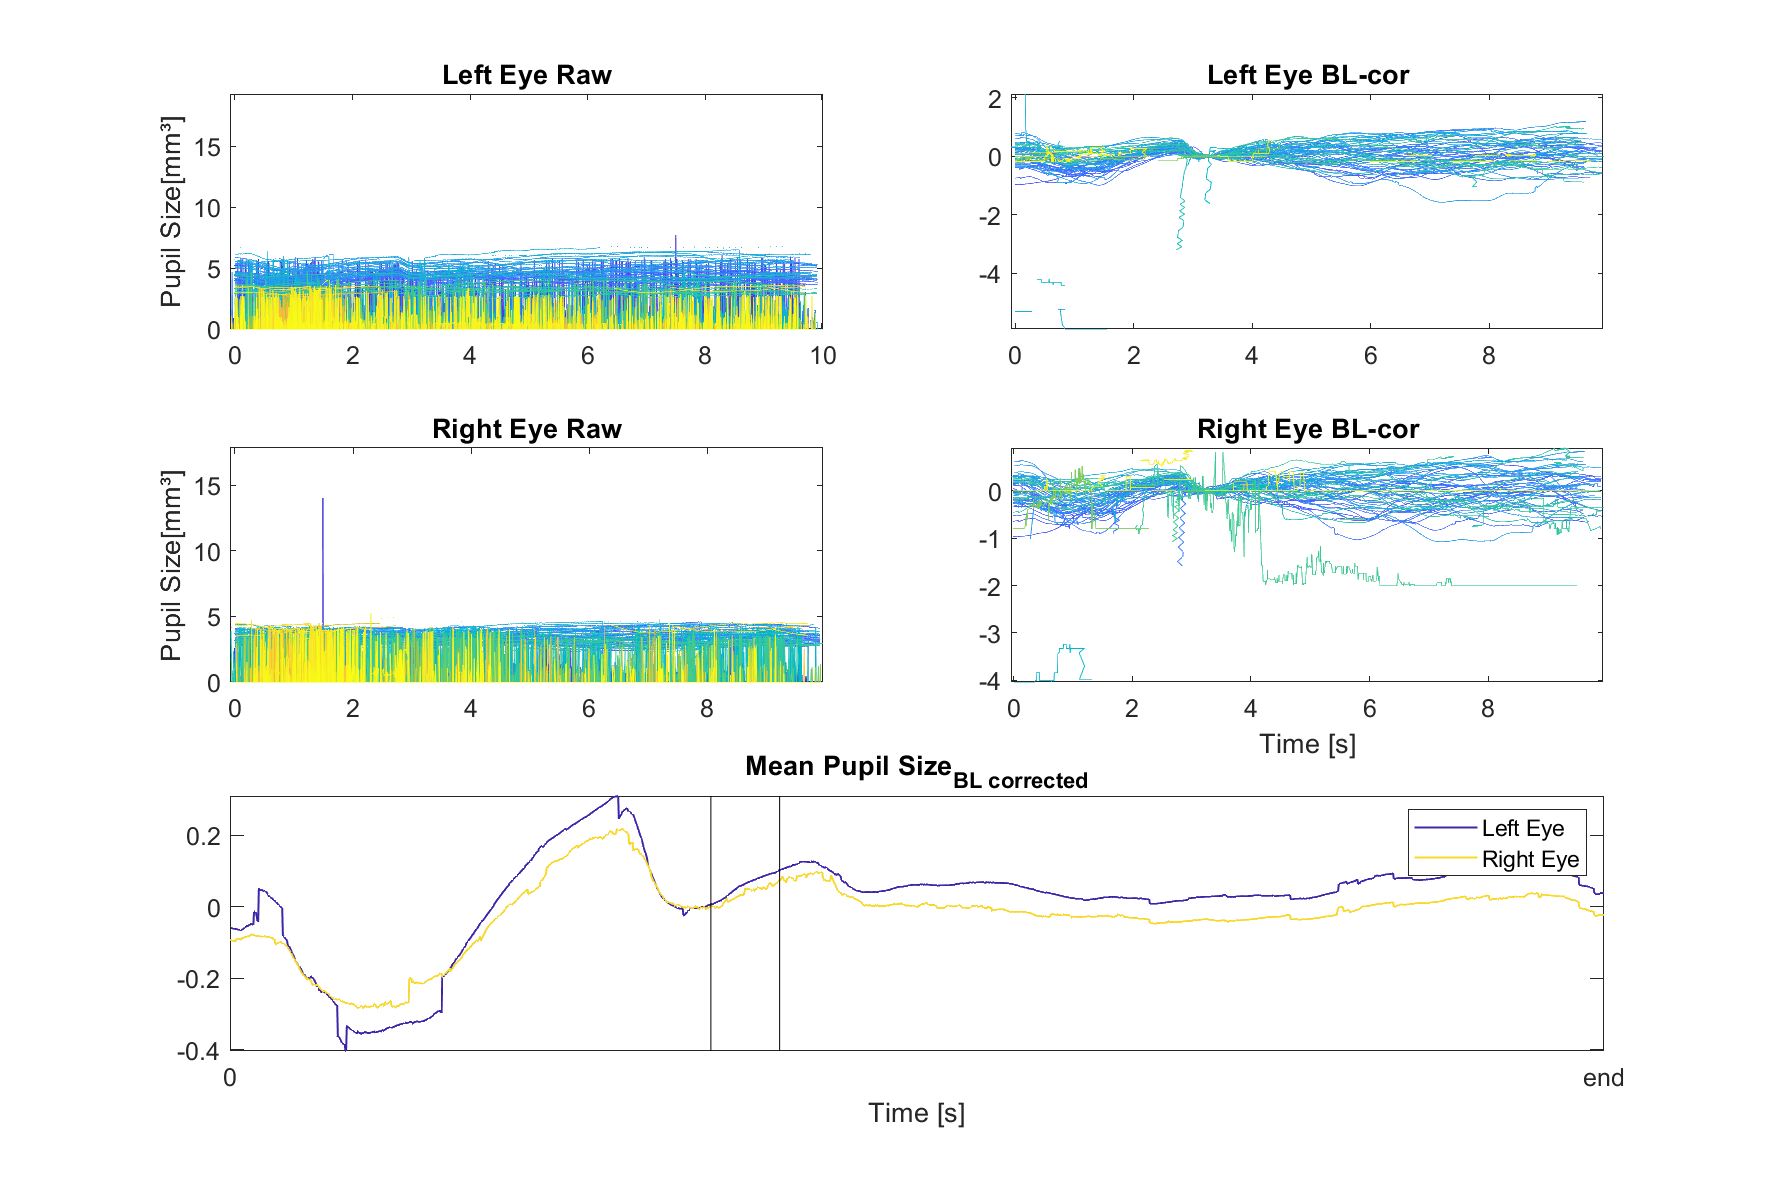 Left Eye Raw
Pupil Size[mm³]
15
10
5
0
0 2 4 6 8 10
Left Eye BL-cor
2
0
-2
-4
0 2 4 6 8
Right Eye Raw
Pupil Size[mm³]
15
10
5
0
0 2 4 6 8
Right Eye BL-cor
0
-1
-2
-3
-4
0 2 4 6 8
Time [s]
Mean Pupil Size BL corrected
0.2
0
-0.2
-0.4
Left Eye
Right Eye
0 end
Time [s]